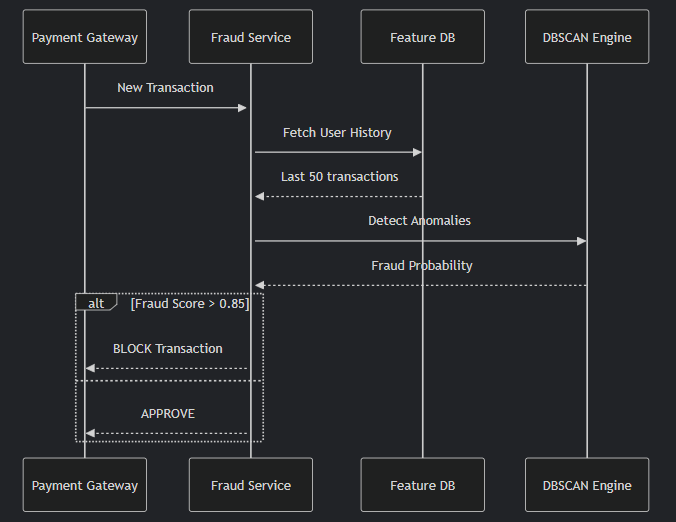 Payment Gateway
Fraud Service
Feature DB
DBSCAN Engine
New Transaction
Fetch User History
Last 50 transactions
Detect Anomalies
Fraud Probability
alt
[Fraud Score > 0.85]
BLOCK Transaction
APPROVE
Payment Gateway
Fraud Service
Feature DB
DBSCAN Engine